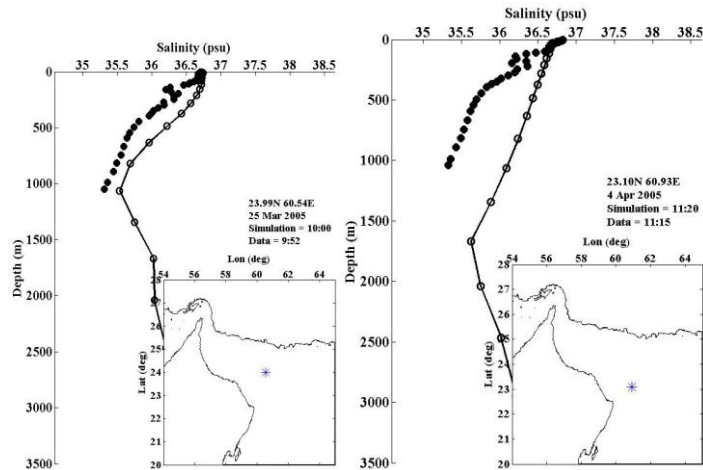 Salinity (psu)
35 35.5 36 36.5 37 37.5 38 38.5
0
500
1000
1500
2000
2500
3000
3500
Depth (m)
23.99N 60.54E
25 Mar 2005
Simulation = 10:00
Data = 9:52
Lon (deg)
54 56 58 60 62 64
28
27
26
25
24
23
22
21
20
Lat (deg)
Salinity (psu)
35 35.5 36 36.5 37 37.5 38 38.5
0
500
1000
1500
2000
2500
3000
3500
Depth (m)
23.10N 60.93E
4 Apr 2005
Simulation = 11:20
Data = 11:15
Lon (deg)
54 56 58 60 62 64
28
27
26
25
24
23
22
21
20
Lat (deg)